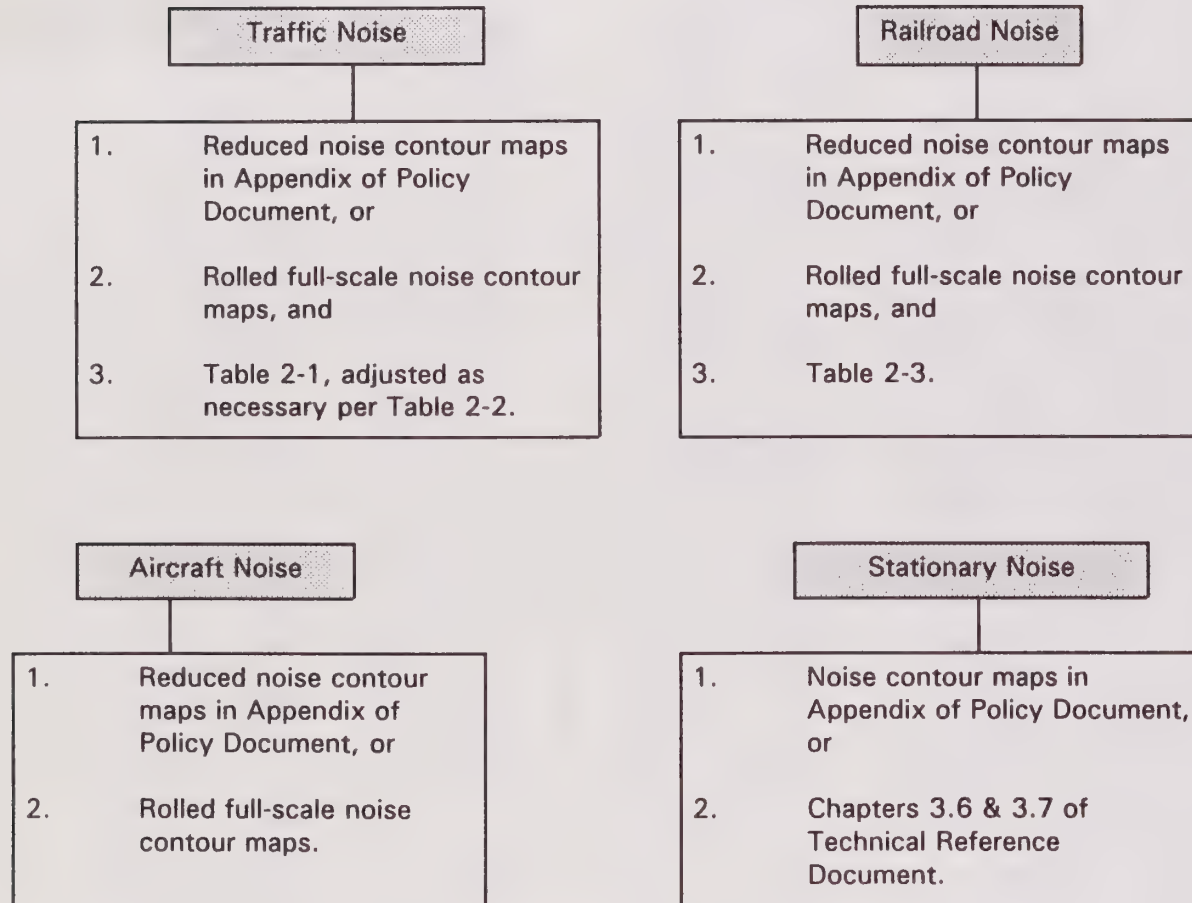 Traffic Noise
1. Reduced noise contour maps
in Appendix of Policy
Document, or
2. Rolled full-scale noise contour
maps, and
3. Table 2-1, adjusted as
necessary per Table 2-2.
Railroad Noise
1. Reduced noise contour maps
in Appendix of Policy
Document, or
2. Rolled full-scale noise contour
maps, and
3. Table 2-3.
Aircraft Noise
1. Reduced noise contour
maps in Appendix of
Policy Document, or
2. Rolled full-scale noise
contour maps.
Stationary Noise
1. Noise contour maps in
Appendix of Policy Document,
or
2. Chapters 3.6 & 3.7 of
Technical Reference
Document.